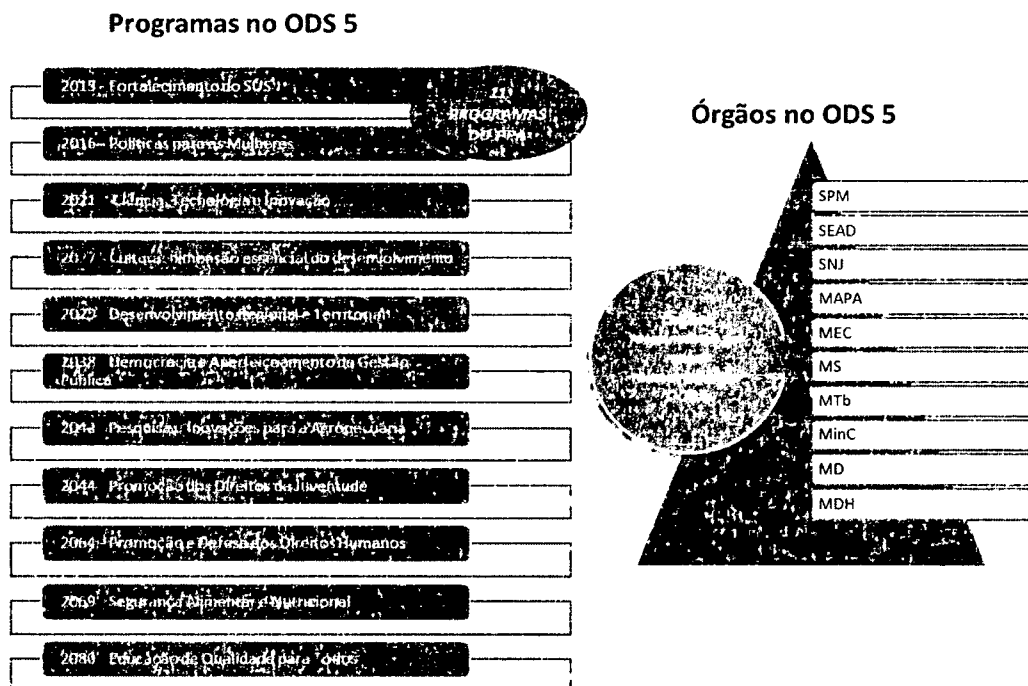 Programas no ODS 5
2015 - Fortalecimento do SUS
11
PROGRAMAS
DO PPA
2016 - Políticas para as Mulheres
2021 - Ciência, Tecnologia e Inovação
2027 - Cultura: dimensão essencial do desenvolvimento
2029 - Desenvolvimento Regional e Territorial
2038 - Democracia e Aperfeiçoamento da Gestão
Pública
2042 - Pesquisa e Inovações para a Agropecuária
2044 - Promoção dos Direitos da Juventude
2064 - Promoção e Defesa dos Direitos Humanos
2069 - Segurança Alimentar e Nutricional
2080 - Educação de Qualidade para Todos
Órgãos no ODS 5
SPM
SEAD
SNJ
MAPA
MEC
MS
MTb
MinC
MD
MDH